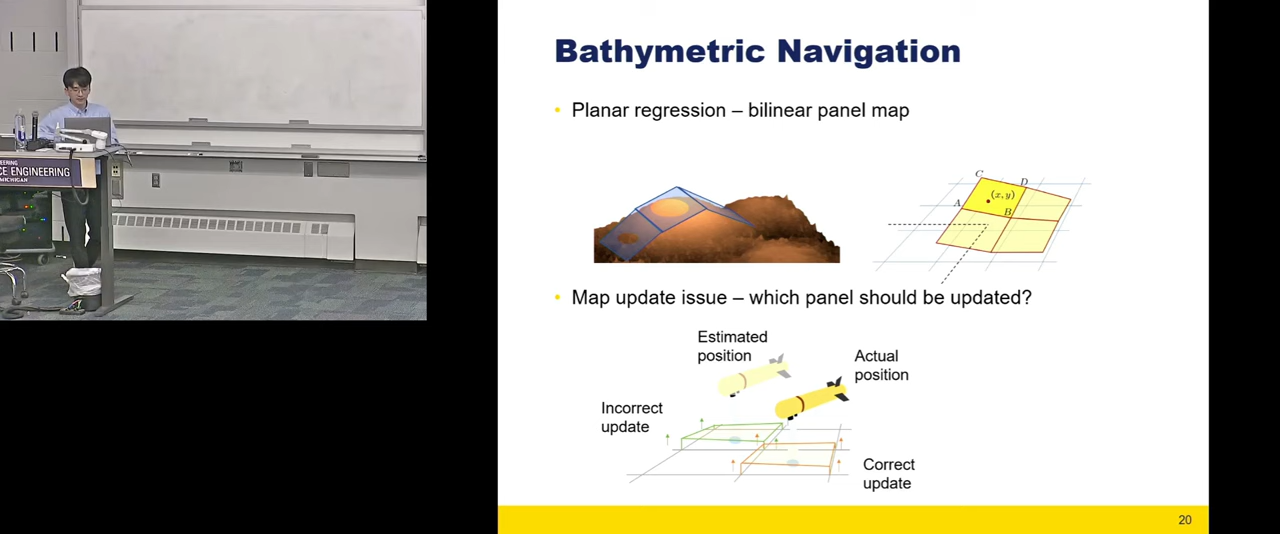 Bathymetric Navigation
• Planar regression – bilinear panel map
C
D
(x, y)
A
B
• Map update issue – which panel should be updated?
Estimated
position
Actual
position
Incorrect
update
Correct
update
20
EERING
CE ENGINEERING
MICHIGAN